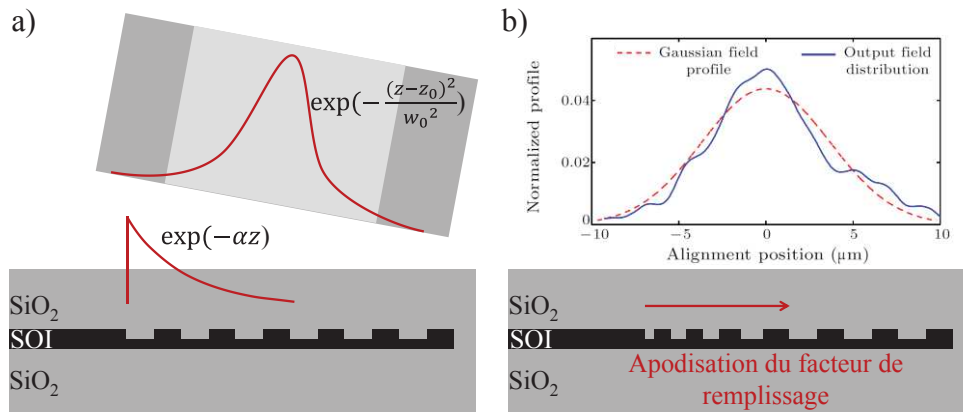 a)
exp(−(z−z₀)²/w₀²)
exp(−αz)
SiO₂
SOI
SiO₂
b)
Gaussian field
profile
Output field
distribution
Normalized profile
0.04
0.02
0
−10
−5
0
5
10
Alignment position (µm)
SiO₂
SOI
SiO₂
Apodisation du facteur de
remplissage